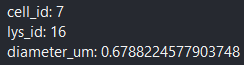 cell_id: 7
lys_id: 16
diameter_um: 0.6788224577903748